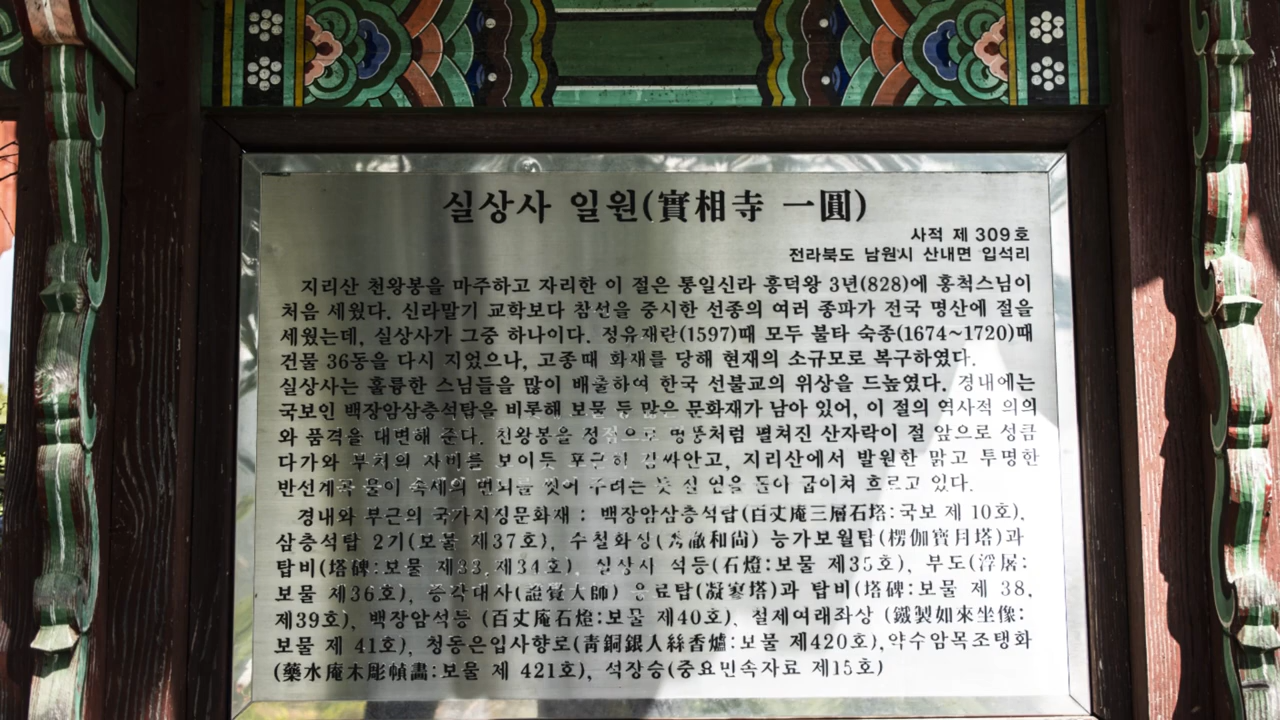 실상사 일원(實相寺 一圓)
사적 제 309호
전라북도 남원시 산내면 입석리
지리산 천왕봉을 마주하고 자리한 이 절은 통일신라 흥덕왕 3년(828)에 홍척스님이
처음 세웠다. 신라말기 교학보다 참선을 중시한 선종의 여러 종파가 전국 명산에 절을
세웠는데, 실상사가 그중 하나이다. 정유재란(1597)때 모두 불타 숙종(1674~1720)때
건물 36동을 다시 지었으나, 고종때 화재를 당해 현재의 소규모로 복구하였다.
실상사는 훌륭한 스님들을 많이 배출하여 한국 선불교의 위상을 드높였다. 경내에는
국보인 백장암삼층석탑을 비롯해 보물 등 많은 문화재가 남아 있어, 이 절의 역사적 의의
와 품격을 대변해 준다. 천왕봉을 정점으로 병풍처럼 펼쳐진 산자락이 절 앞으로 성큼
다가와 부처의 자비를 보이듯 포근히 감싸안고, 지리산에서 발원한 맑고 투명한
반선계곡 물이 속세의 번뇌를 씻어 주려는 듯 절 옆을 돌아 굽이쳐 흐르고 있다.
경내와 부근의 국가지정문화재 : 백장암삼층석탑(百丈庵三層石塔:국보 제 10호),
삼층석탑 2기(보물 제37호), 수철화상(秀澈和尙) 능가보월탑(楞伽寶月塔)과
탑비(塔碑:보물 제33,제34호), 실상사 석등(石燈:보물 제35호), 부도(浮屠:
보물 제36호), 증각대사(證覺大師) 응료탑(凝寥塔)과 탑비(塔碑:보물 제 38,
제39호), 백장암석등 (百丈庵石燈:보물 제40호), 철제여래좌상 (鐵製如來坐像:
보물 제 41호), 청동은입사향로(靑銅銀入絲香爐:보물 제420호),약수암목조탱화
(藥水庵木彫幀畵:보물 제 421호), 석장승(중요민속자료 제15호)